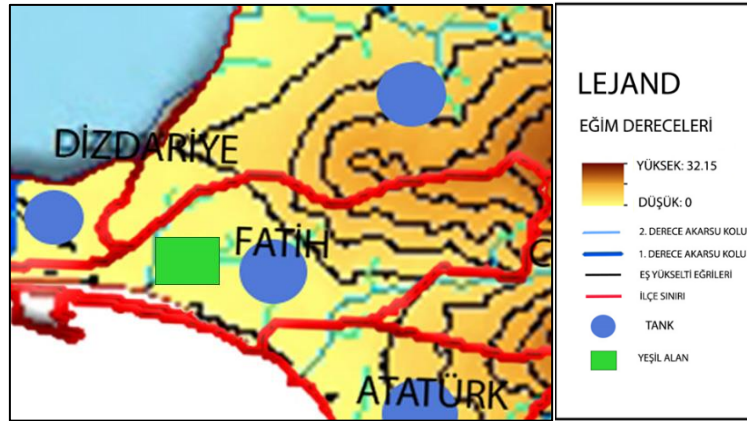 DİZDARİYE
FATİH
C
ATATÜRK
LEJAND
EĞİM DERECELERİ
YÜKSEK: 32.15
DÜŞÜK: 0
2. DERECE AKARSU KOLU
1. DERECE AKARSU KOLU
EŞ YÜKSELTİ EĞRİLERİ
İLÇE SINIRI
TANK
YEŞİL ALAN